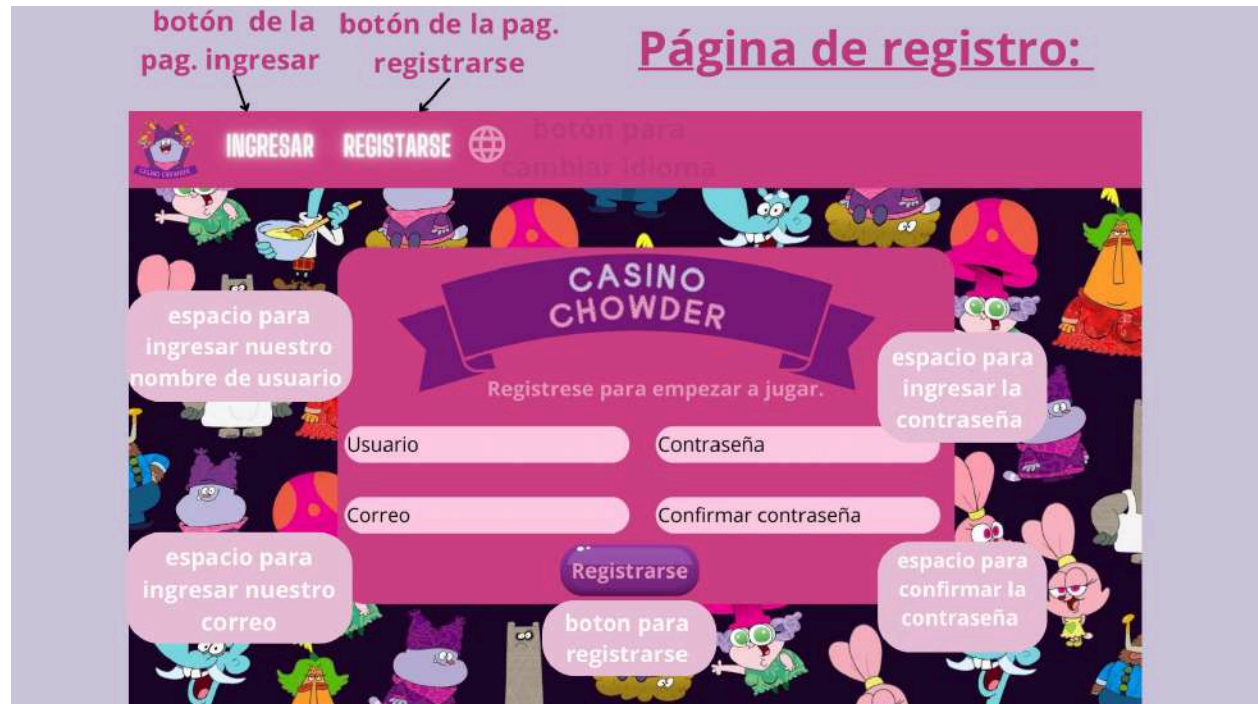 botón de la
pag. ingresar
botón de la pag.
registrarse
Página de registro:
CASINO CHOWDER
INGRESAR
REGISTARSE
botón para
cambiar idioma
CASINO
CHOWDER
Registrese para empezar a jugar.
espacio para
ingresar nuestro
nombre de usuario
espacio para
ingresar la
contraseña
Usuario
Contraseña
Correo
Confirmar contraseña
espacio para
ingresar nuestro
correo
Registrarse
espacio para
confirmar la
contraseña
boton para
registrarse